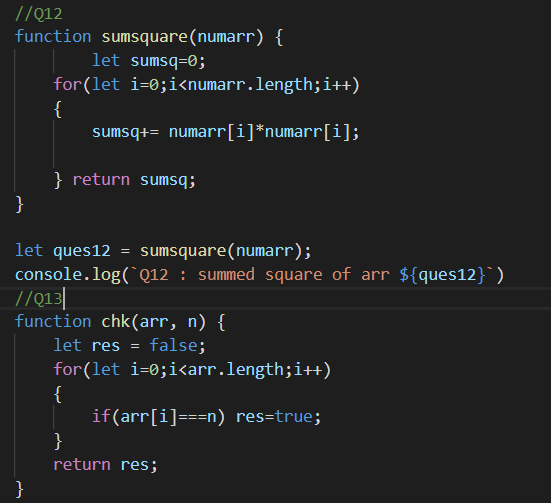 //Q12
function sumsquare(numarr) {
        let sumsq=0;
    for(let i=0;i<numarr.length;i++)
    {
        sumsq+= numarr[i]*numarr[i];

    } return sumsq;
}

let ques12 = sumsquare(numarr);
console.log(`Q12 : summed square of arr ${ques12}`)
//Q13
function chk(arr, n) {
    let res = false;
    for(let i=0;i<arr.length;i++)
    {
        if(arr[i]===n) res=true;
    }
    return res;
}